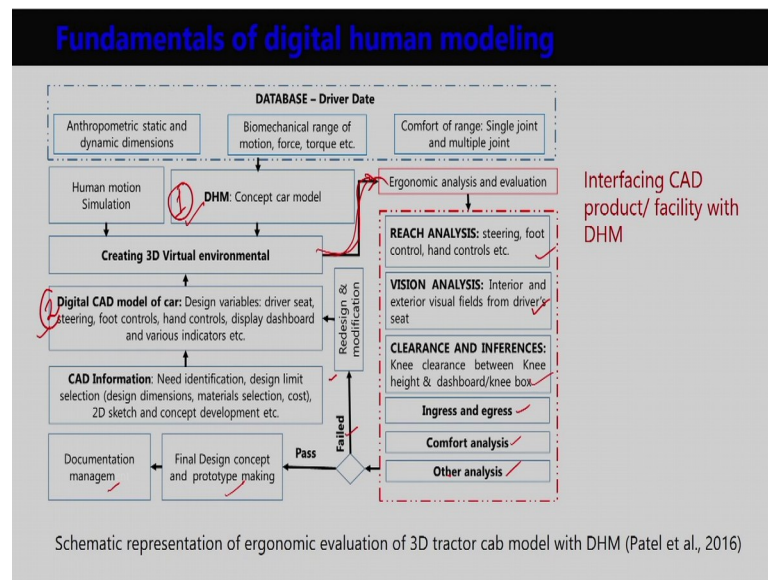 Fundamentals of digital human modeling
DATABASE – Driver Date
Anthropometric static and
dynamic dimensions
Biomechanical range of
motion, force, torque etc.
Comfort of range: Single joint
and multiple joint
Human motion
Simulation
1
DHM: Concept car model
Ergonomic analysis and evaluation
Interfacing CAD
product/ facility with
DHM
Creating 3D Virtual environmental
REACH ANALYSIS: steering, foot
control, hand controls etc.
VISION ANALYSIS: Interior and
exterior visual fields from driver's
seat
CLEARANCE AND INFERENCES:
Knee clearance between Knee
height & dashboard/knee box
Ingress and egress
Comfort analysis
Other analysis
2
Digital CAD model of car: Design variables: driver seat,
steering, foot controls, hand controls, display dashboard
and various indicators etc.
Redesign &
modification
CAD Information: Need identification, design limit
selection (design dimensions, materials selection, cost),
2D sketch and concept development etc.
Failed
Pass
Documentation
managem
Final Design concept
and prototype making
Schematic representation of ergonomic evaluation of 3D tractor cab model with DHM (Patel et al., 2016)